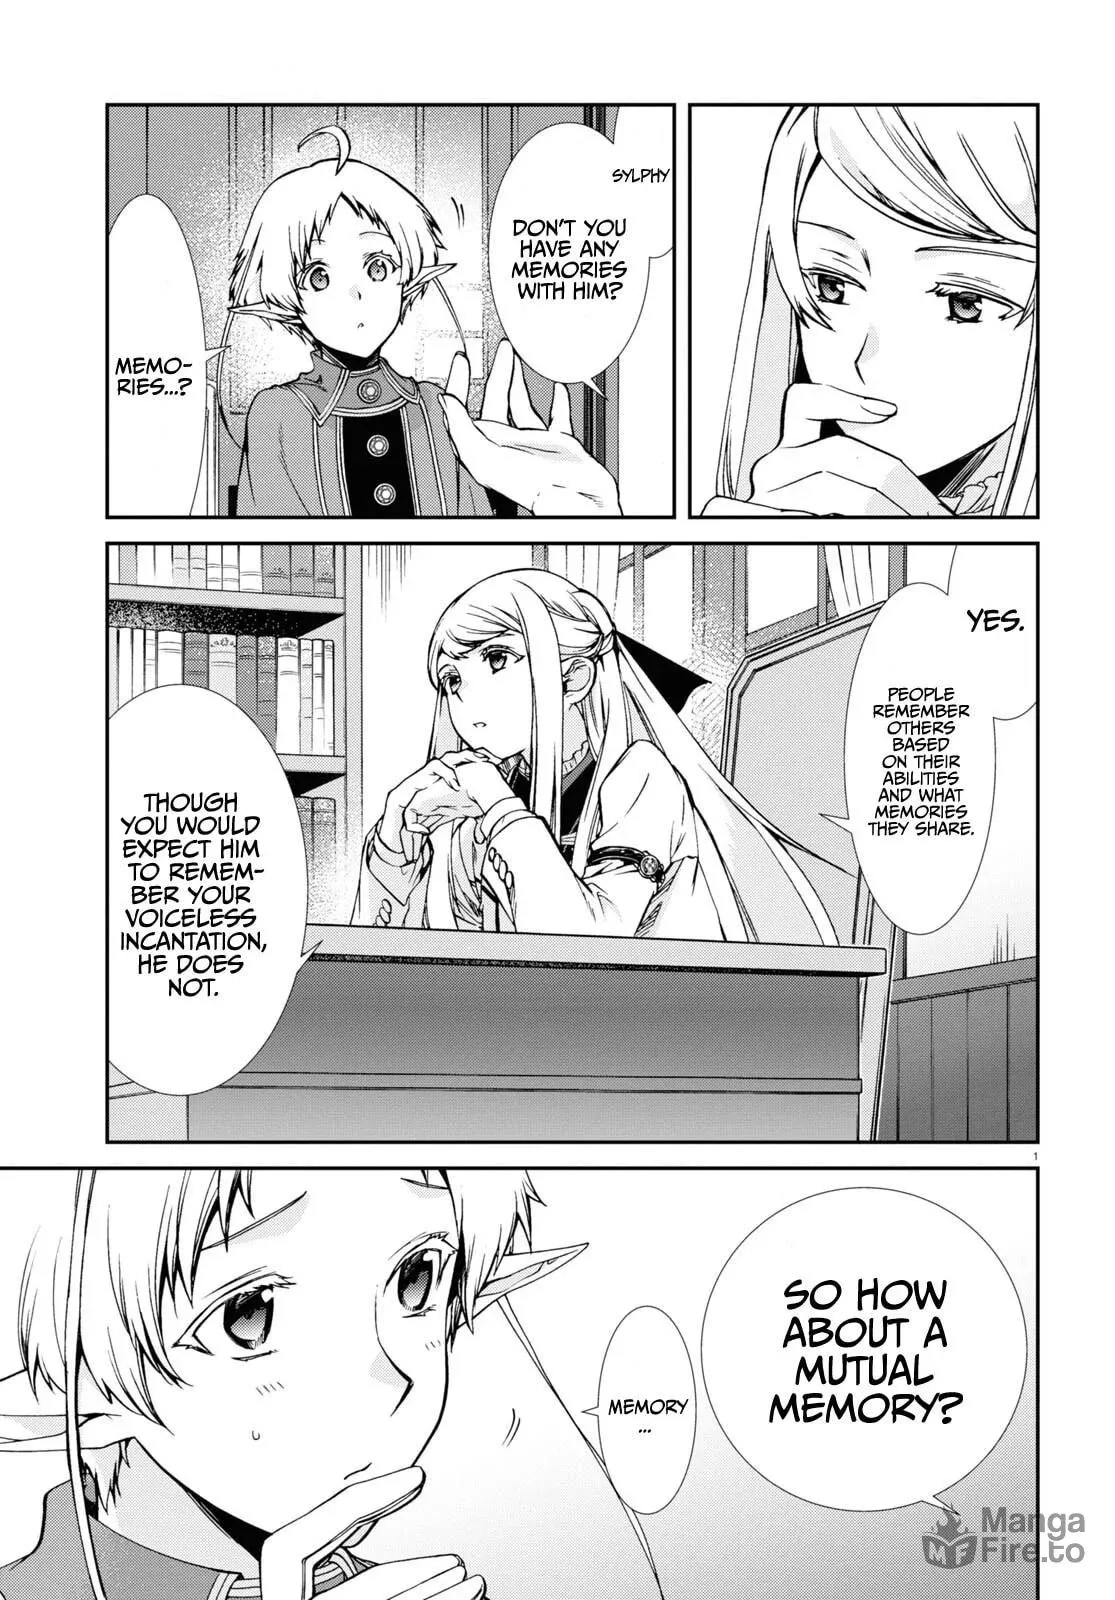 SYLPHY
DON'T YOU
HAVE ANY
MEMORIES
WITH HIM?
MEMO-
RIES...?
YES.
PEOPLE
REMEMBER
OTHERS
BASED
ON THEIR
ABILITIES
AND WHAT
MEMORIES
THEY SHARE.
THOUGH
YOU WOULD
EXPECT HIM
TO REMEM-
BER YOUR
VOICELESS
INCANTATION,
HE DOES
NOT.
1
SO HOW
ABOUT A
MUTUAL
MEMORY?
MEMORY
...
Manga
MF Fire.to